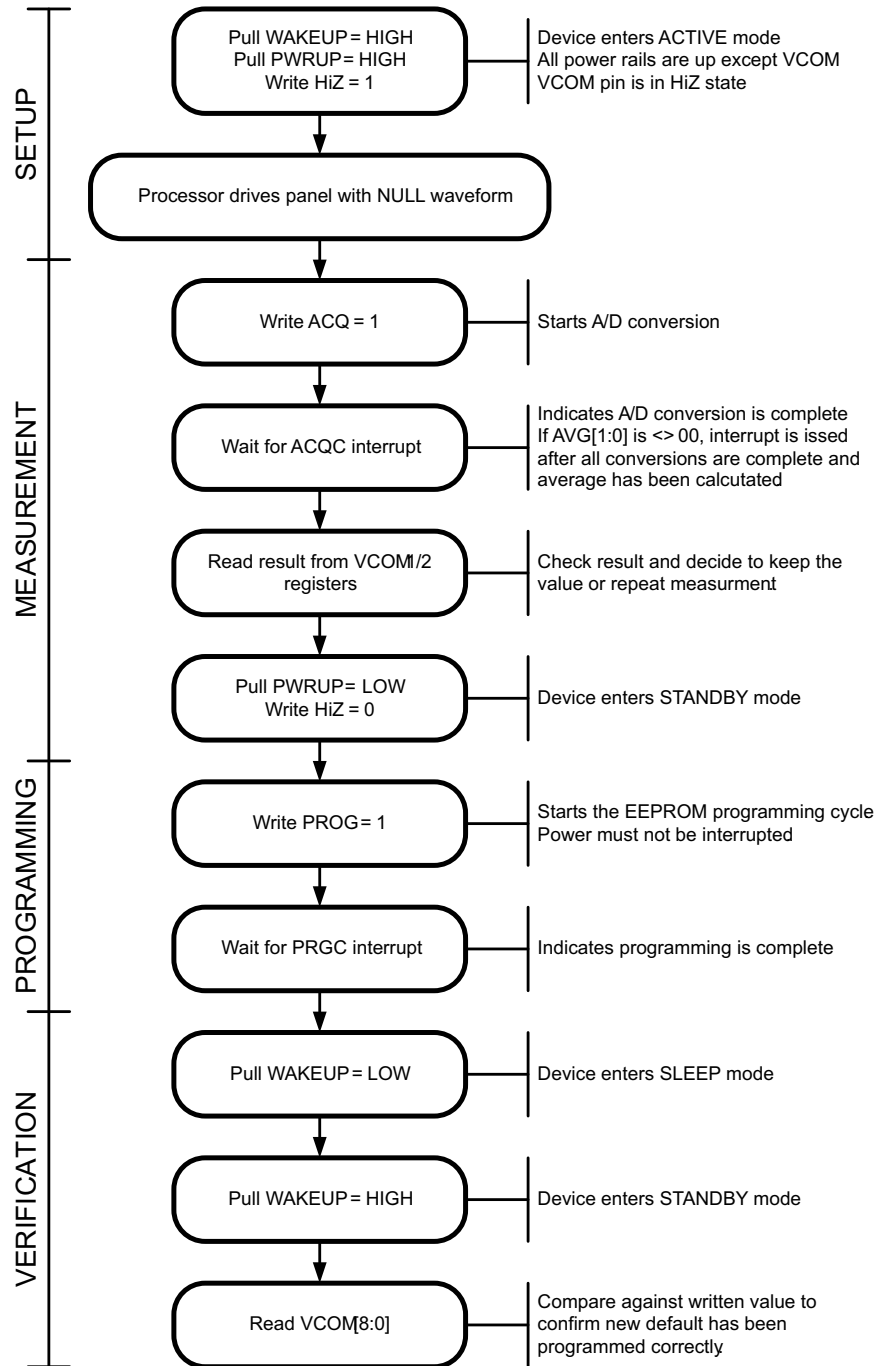 SETUP
Pull WAKEUP = HIGH
Pull PWRUP = HIGH
Write HiZ = 1
Device enters ACTIVE mode
All power rails are up except VCOM
VCOM pin is in HiZ state
Processor drives panel with NULL waveform
MEASUREMENT
Write ACQ = 1
Starts A/D conversion
Wait for ACQC interrupt
Indicates A/D conversion is complete
If AVG[1:0] is <> 00, interrupt is issed
after all conversions are complete and
average has been calcutated
Read result from VCOM1/2
registers
Check result and decide to keep the
value or repeat measurment.
Pull PWRUP = LOW
Write HiZ = 0
Device enters STANDBY mode
PROGRAMMING
Write PROG = 1
Starts the EEPROM programming cycle
Power must not be interrupted
Wait for PRGC interrupt
Indicates programming is complete
VERIFICATION
Pull WAKEUP = LOW
Device enters SLEEP mode
Pull WAKEUP = HIGH
Device enters STANDBY mode
Read VCOM[8:0]
Compare against written value to
confirm new default has been
programmed correctly.